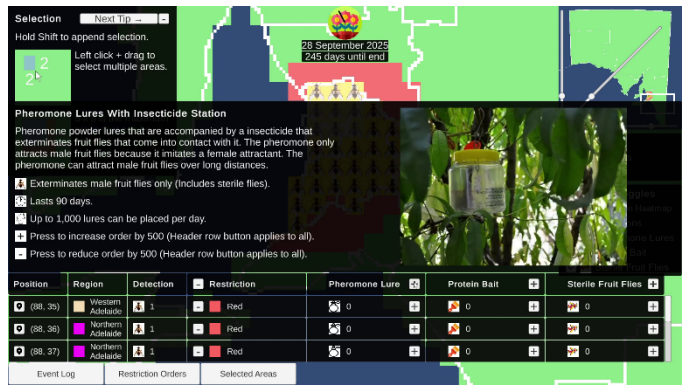 Selection
Next Tip →
-
Hold Shift to append selection.
2
2
Left click + drag to
select multiple areas.
28 September 2025
245 days until end
Pheromone Lures With Insecticide Station
Pheromone powder lures that are accompanied by a insecticide that
exterminates fruit flies that come into contact with it. The pheromone only
attracts male fruit flies because it imitates a female attractant. The
pheromone can attract male fruit flies over long distances.
Exterminates male fruit flies only (Includes sterile flies).
Lasts 90 days.
Up to 1,000 lures can be placed per day.
+ Press to increase order by 500 (Header row button applies to all).
- Press to reduce order by 500 (Header row button applies to all).
Position Region Detection - Restriction Pheromone Lure + Protein Bait + Sterile Fruit Flies +
(88, 35) Western Adelaide 1 - Red 0 + 0 + 0 +
(88, 36) Northern Adelaide 1 - Red 0 + 0 + 0 +
(88, 37) Northern Adelaide 1 - Red 0 + 0 + 0 +
Event Log Restriction Orders Selected Areas